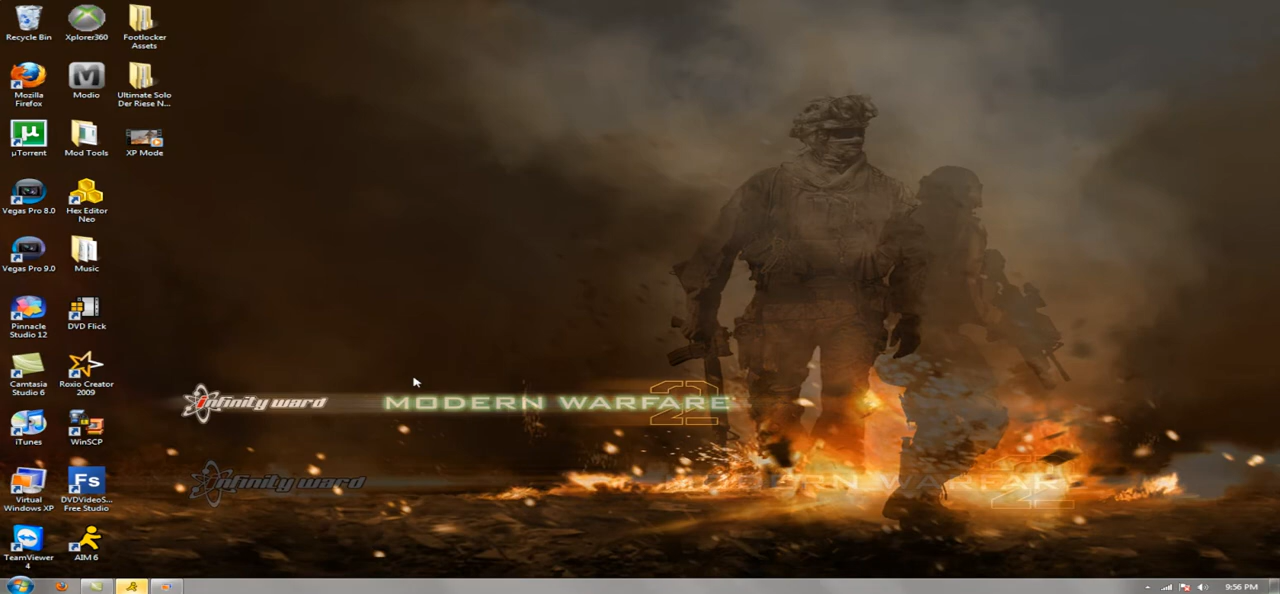 Recycle Bin
Xplorer360
Footlocker
Assets
Mozilla
Firefox
Modio
Ultimate Solo
Der Riese N...
µTorrent
Mod Tools
XP Mode
Vegas Pro 8.0
Hex Editor
Neo
Vegas Pro 9.0
Music
Pinnacle
Studio 12
DVD Flick
Camtasia
Studio 6
Roxio Creator
2009
iTunes
WinSCP
Virtual
Windows XP
DVDVideoS...
Free Studio
TeamViewer
4
AIM 6
infinity ward
MODERN WARFARE
2
infinity ward
MODERN WARFARE
2
9:56 PM